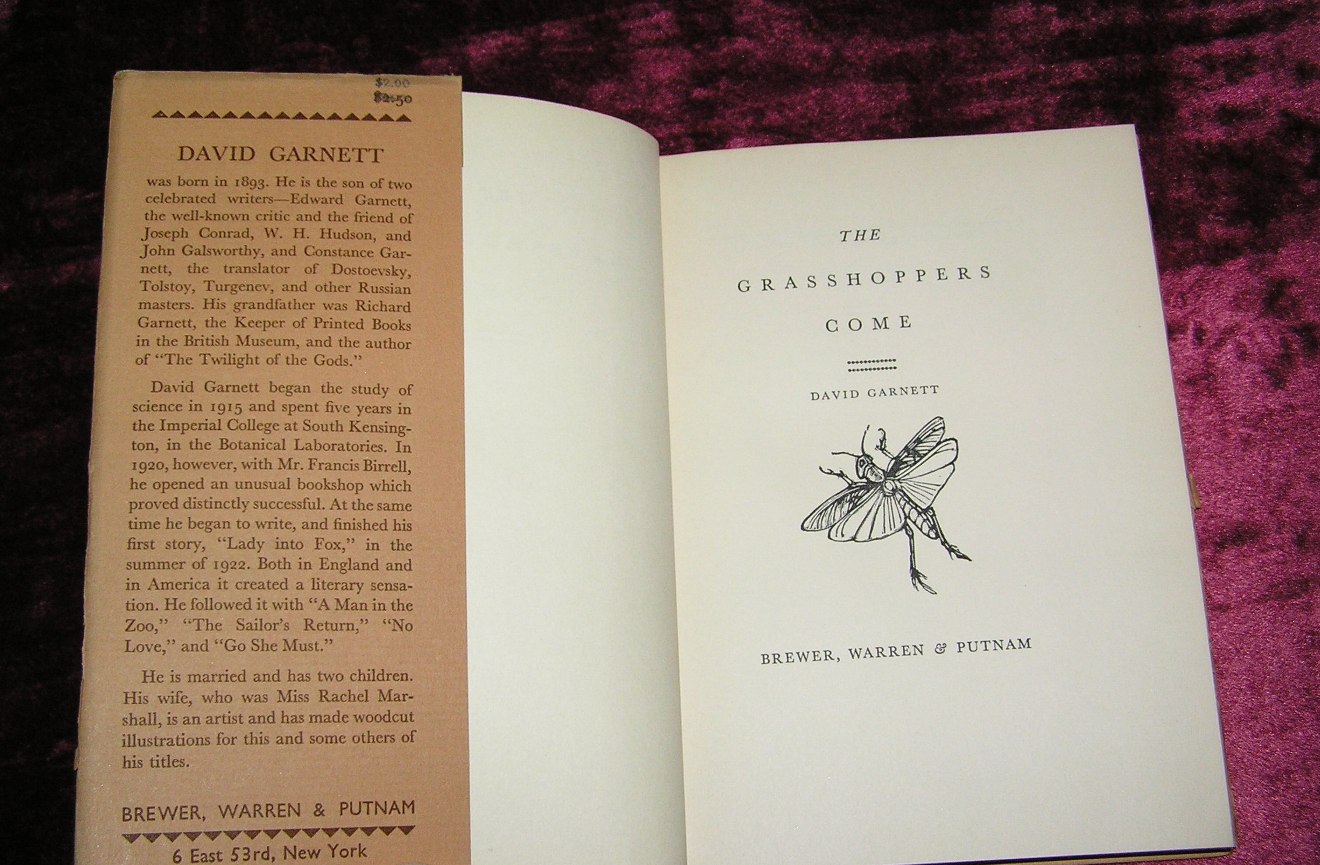 $2.00
$2.50
DAVID GARNETT
was born in 1893. He is the son of two
celebrated writers—Edward Garnett,
the well-known critic and the friend of
Joseph Conrad, W. H. Hudson, and
John Galsworthy, and Constance Gar-
nett, the translator of Dostoevsky,
Tolstoy, Turgenev, and other Russian
masters. His grandfather was Richard
Garnett, the Keeper of Printed Books
in the British Museum, and the author
of “The Twilight of the Gods.”
David Garnett began the study of
science in 1915 and spent five years in
the Imperial College at South Kensing-
ton, in the Botanical Laboratories. In
1920, however, with Mr. Francis Birrell,
he opened an unusual bookshop which
proved distinctly successful. At the same
time he began to write, and finished his
first story, “Lady into Fox,” in the
summer of 1922. Both in England and
in America it created a literary sensa-
tion. He followed it with “A Man in the
Zoo,” “The Sailor’s Return,” “No
Love,” and “Go She Must.”
He is married and has two children.
His wife, who was Miss Rachel Mar-
shall, is an artist and has made woodcut
illustrations for this and some others of
his titles.
BREWER, WARREN & PUTNAM
6 East 53rd, New York
THE
GRASSHOPPERS
COME
DAVID GARNETT
BREWER, WARREN & PUTNAM